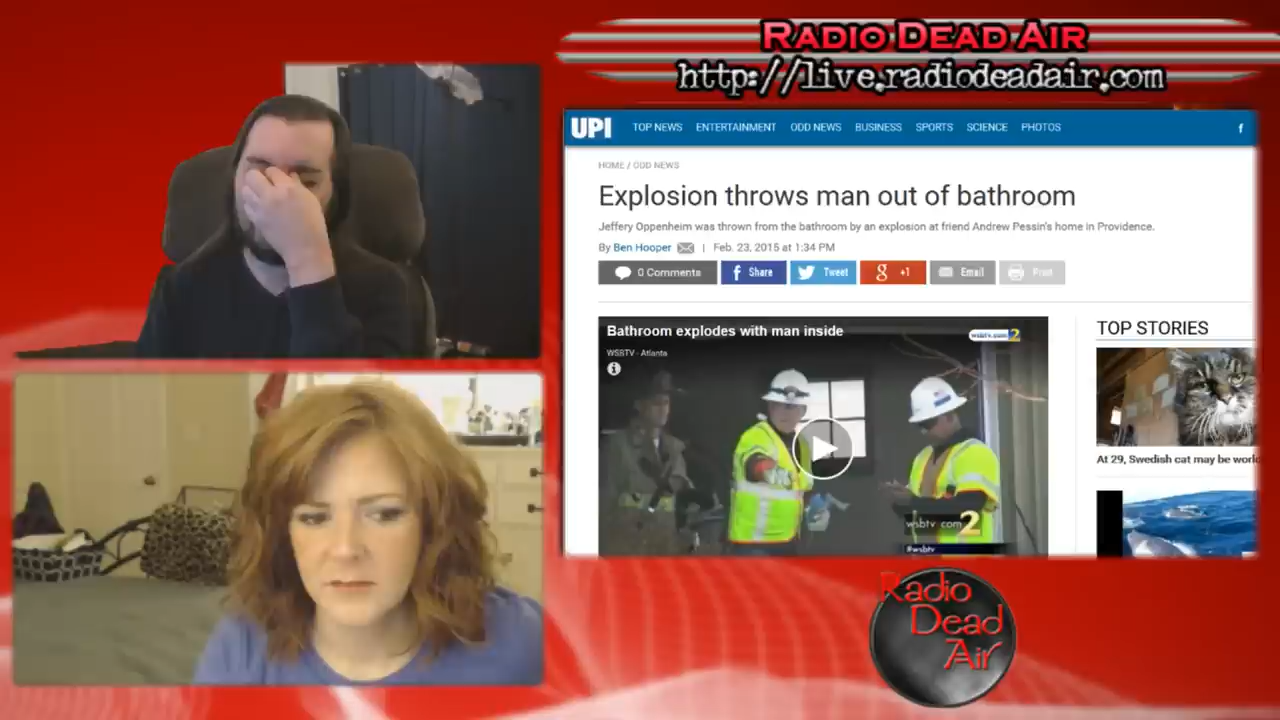 RADIO DEAD AIR
http://live.radiodeadair.com
UPI TOP NEWS ENTERTAINMENT ODD NEWS BUSINESS SPORTS SCIENCE PHOTOS f
HOME / ODD NEWS
Explosion throws man out of bathroom
Jeffery Oppenheim was thrown from the bathroom by an explosion at friend Andrew Pessin's home in Providence.
By Ben Hooper | Feb. 23, 2015 at 1:34 PM
0 Comments f Share Tweet g +1 Email Print
Bathroom explodes with man inside
wsbtv.com 2
WSBTV - Atlanta
wsbtv com 2
#wsbtv
TOP STORIES
At 29, Swedish cat may be worl
Radio
Dead
Air